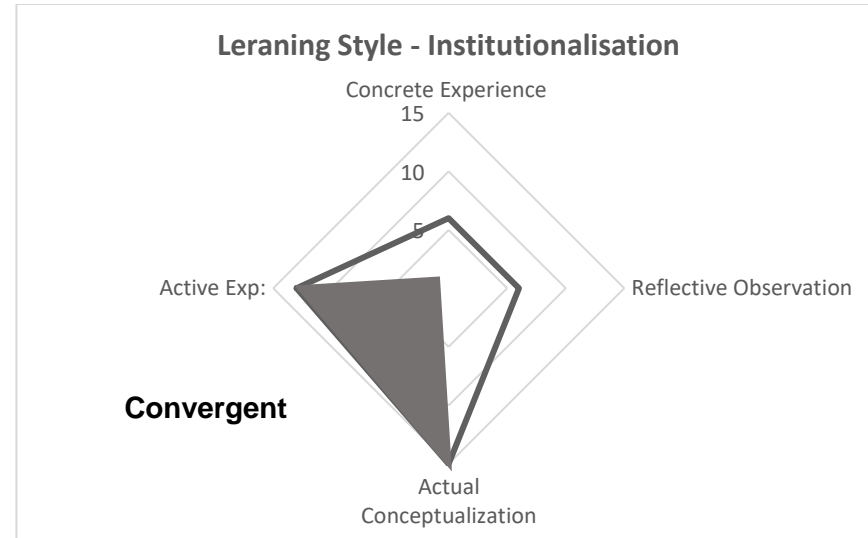 Leraning Style - Institutionalisation
Concrete Experience
15
10
5
Active Exp:
Reflective Observation
Convergent
Actual
Conceptualization